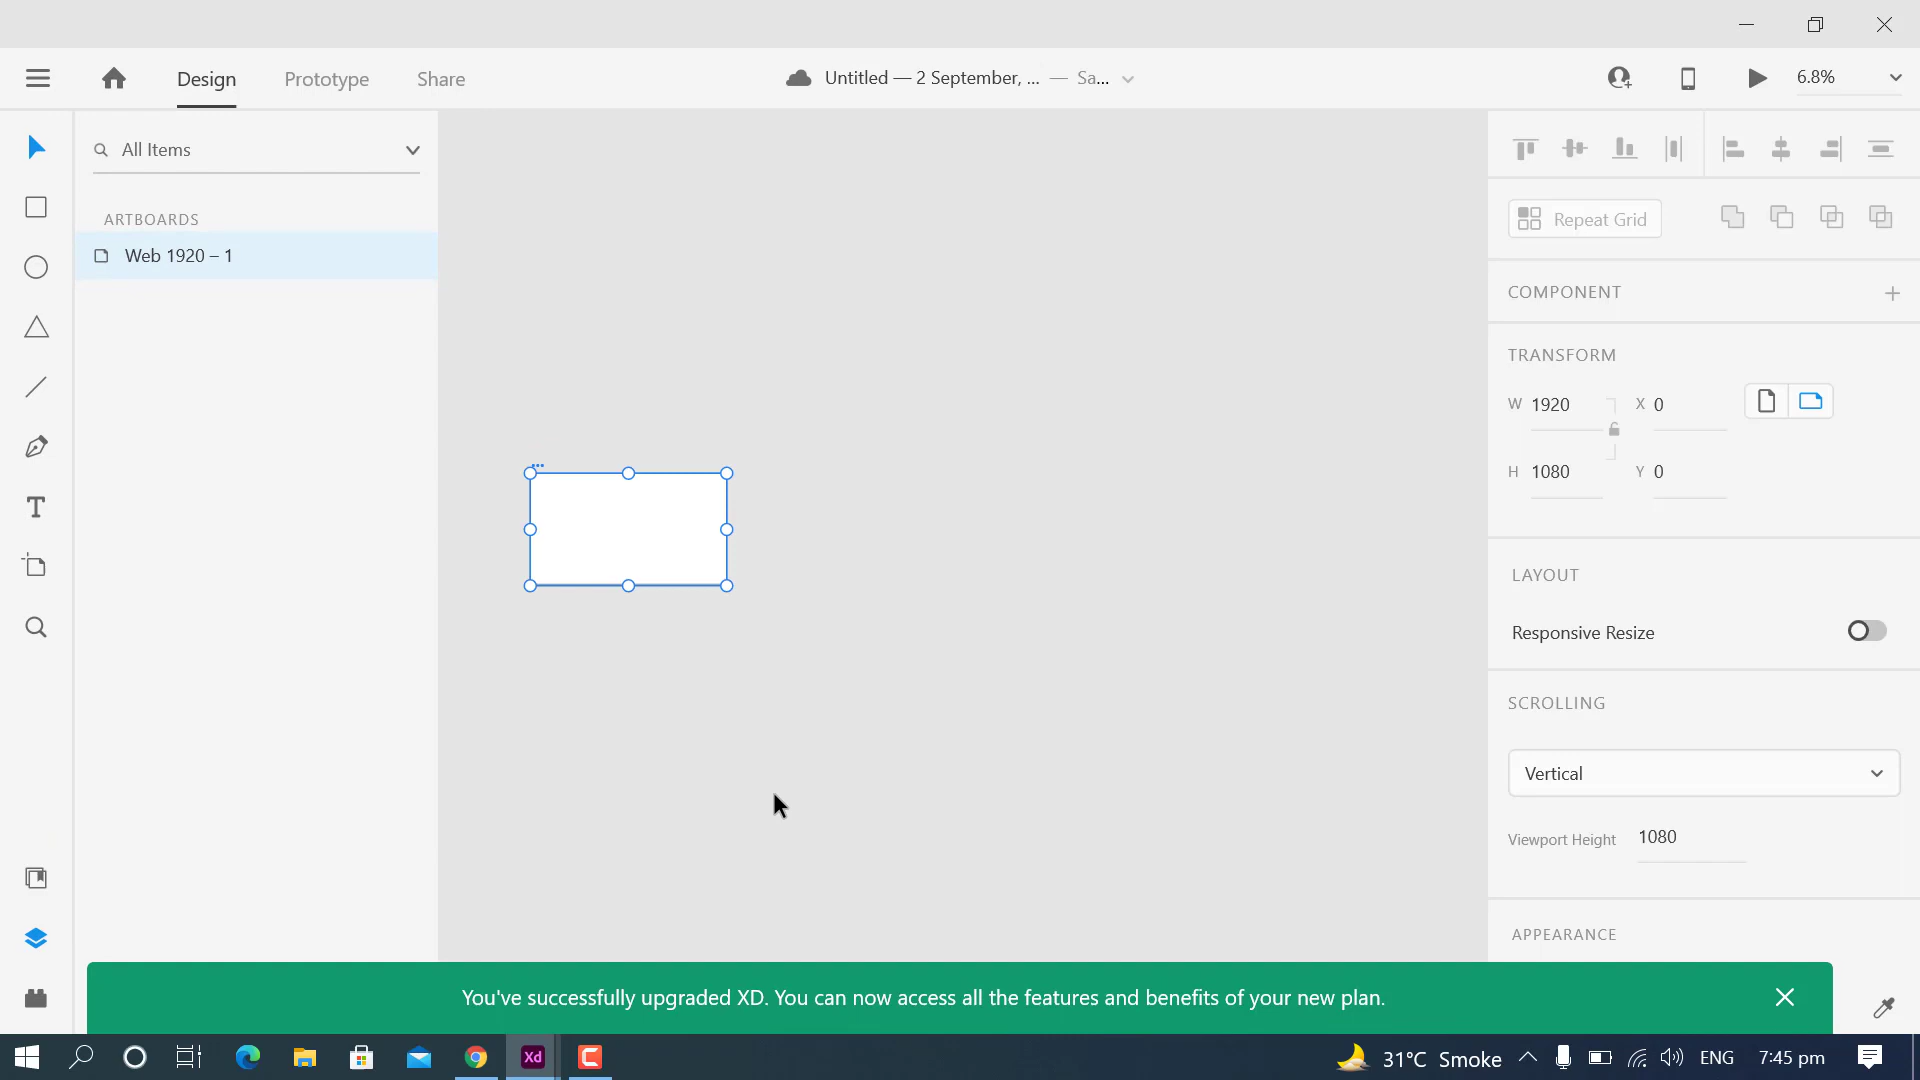 Design Prototype Share
Untitled — 2 September, ... — Sa...
6.8%
All Items
ARTBOARDS
Web 1920 – 1
Repeat Grid
COMPONENT
TRANSFORM
W 1920 X 0
H 1080 Y 0
LAYOUT
Responsive Resize
SCROLLING
Vertical
Viewport Height 1080
APPEARANCE
You've successfully upgraded XD. You can now access all the features and benefits of your new plan.
Xd
31°C Smoke ENG 7:45 pm